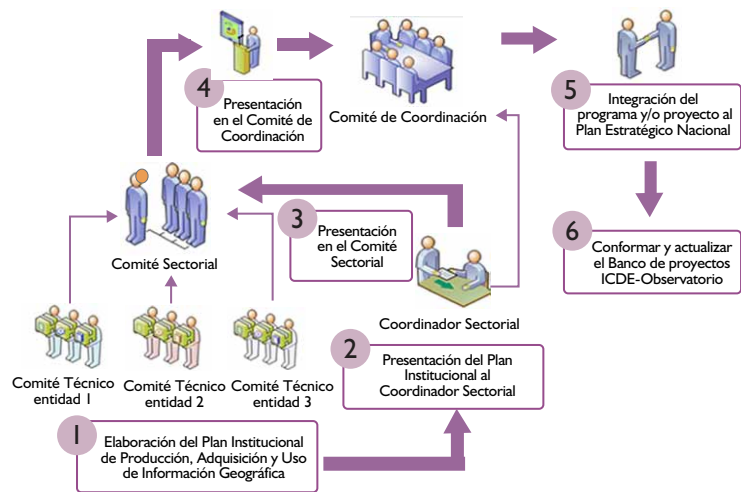 4
Presentación
en el Comité de
Coordinación
Comité de Coordinación
5
Integración del
programa y/o proyecto al
Plan Estratégico Nacional
3
Presentación
en el Comité
Sectorial
6
Conformar y actualizar
el Banco de proyectos
ICDE-Observatorio
Comité Sectorial
Coordinador Sectorial
Comité Técnico
entidad 1
Comité Técnico
entidad 2
Comité Técnico
entidad 3
2
Presentación del Plan
Institucional al
Coordinador Sectorial
1
Elaboración del Plan Institucional
de Producción, Adquisición y Uso
de Información Geográfica